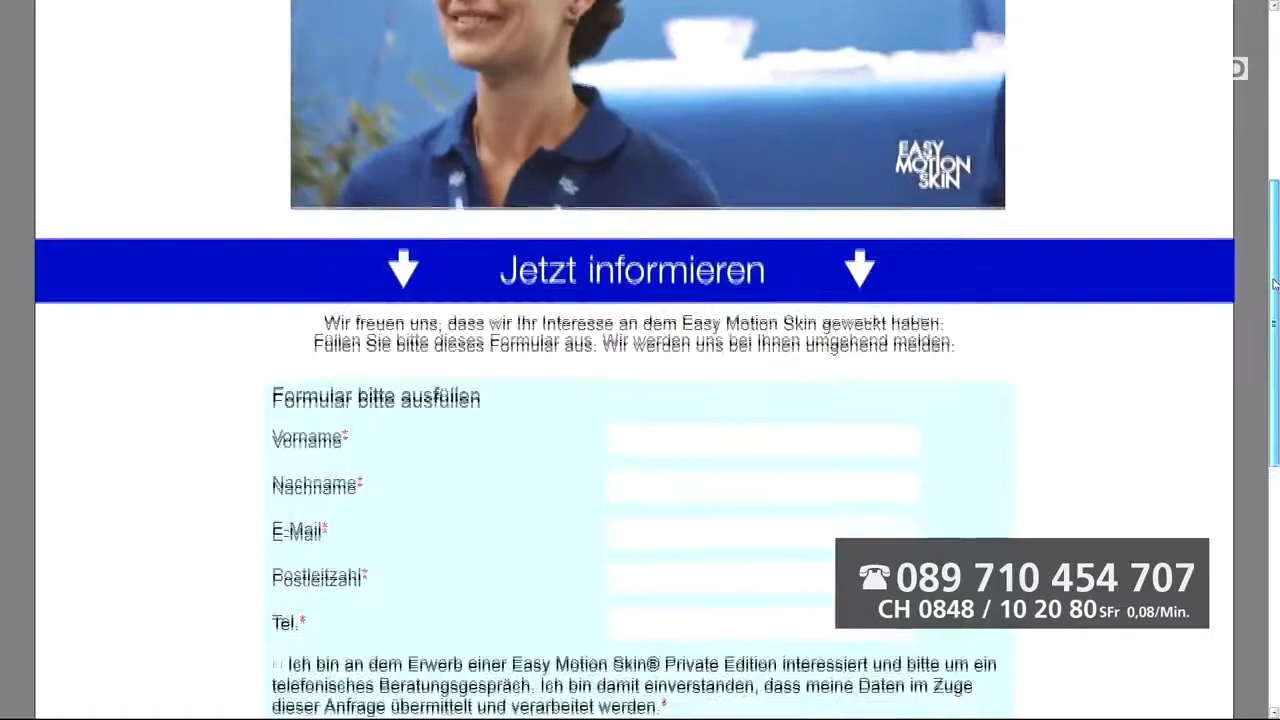 EASY
MOTION
SKIN
Jetzt informieren
Wir freuen uns, dass wir Ihr Interesse an dem Easy Motion Skin geweckt haben.
Füllen Sie bitte dieses Formular aus. Wir werden uns bei Ihnen umgehend melden.
Formular bitte ausfüllen
Vorname*
Nachname*
E-Mail*
Postleitzahl*
Tel.*
089 710 454 707
CH 0848 / 10 20 80 SFr 0,08/Min.
Ich bin an dem Erwerb einer Easy Motion Skin® Private Edition interessiert und bitte um ein
telefonisches Beratungsgespräch. Ich bin damit einverstanden, dass meine Daten im Zuge
dieser Anfrage übermittelt und verarbeitet werden.*